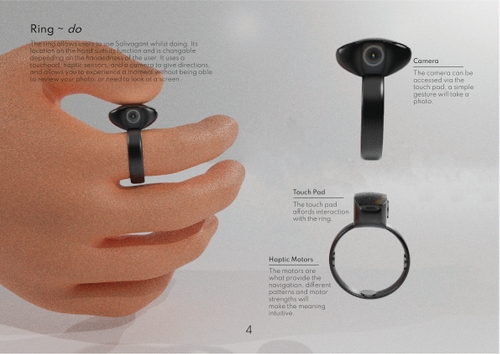 Ring ~ do
The ring allows users to use Solivagant whilst doing. Its
location on the hand suits its function and is changable
depending on the handedness of the user. It uses a
touchpad, haptic sensors, and a camera to give directions
and allows you to experience a moment without being able
to review your photos or need to look at a screen.
Camera
The camera can be
accessed via the
touch pad, a simple
gesture will take a
photo.
Touch Pad
The touch pad
affords interaction
with the ring.
Haptic Motors
The motors are
what provide the
navigation, different
patterns and motor
strengths will
make the meaning
intuitive.
4